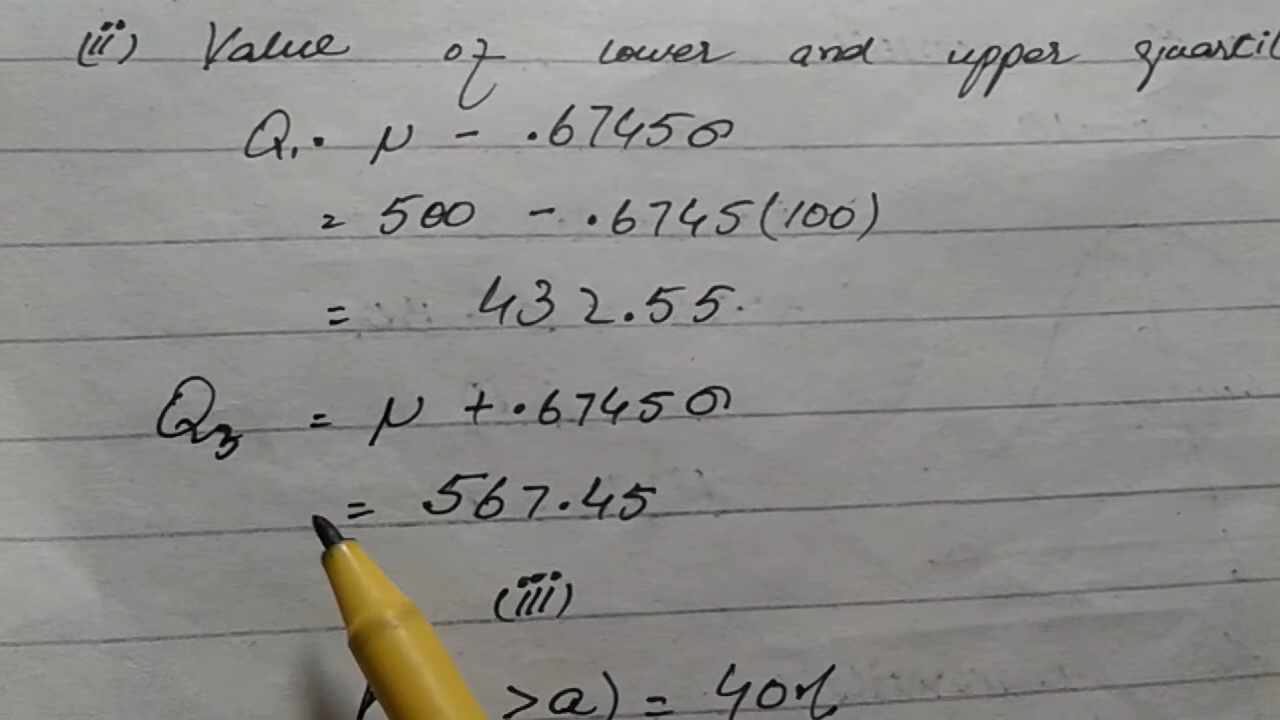 (ii) Value of lower and upper quartil
Q₁. μ - .6745σ
= 500 - .6745(100)
= 432.55.
Q₃ = μ + .6745σ
= 567.45
(iii)
>a) = 40%